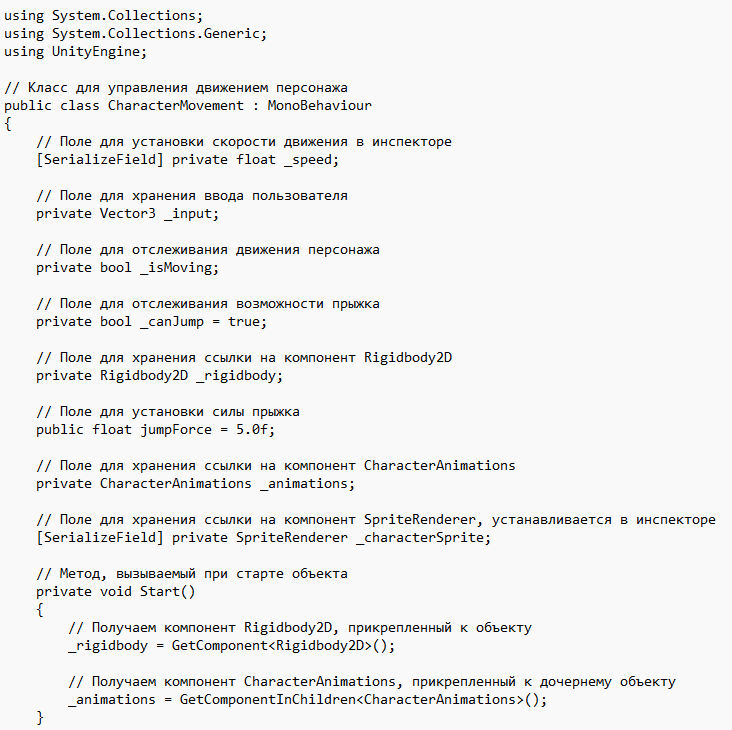 using System.Collections;
using System.Collections.Generic;
using UnityEngine;
// Класс для управления движением персонажа
public class CharacterMovement : MonoBehaviour
{
// Поле для установки скорости движения в инспекторе
[SerializeField] private float _speed;
// Поле для хранения ввода пользователя
private Vector3 _input;
// Поле для отслеживания движения персонажа
private bool _isMoving;
// Поле для отслеживания возможности прыжка
private bool _canJump = true;
// Поле для хранения ссылки на компонент Rigidbody2D
private Rigidbody2D _rigidbody;
// Поле для установки силы прыжка
public float jumpForce = 5.0f;
// Поле для хранения ссылки на компонент CharacterAnimations
private CharacterAnimations _animations;
// Поле для хранения ссылки на компонент SpriteRenderer, устанавливается в инспекторе
[SerializeField] private SpriteRenderer _characterSprite;
// Метод, вызываемый при старте объекта
private void Start()
{
// Получаем компонент Rigidbody2D, прикрепленный к объекту
_rigidbody = GetComponent<Rigidbody2D>();
// Получаем компонент CharacterAnimations, прикрепленный к дочернему объекту
_animations = GetComponentInChildren<CharacterAnimations>();
}